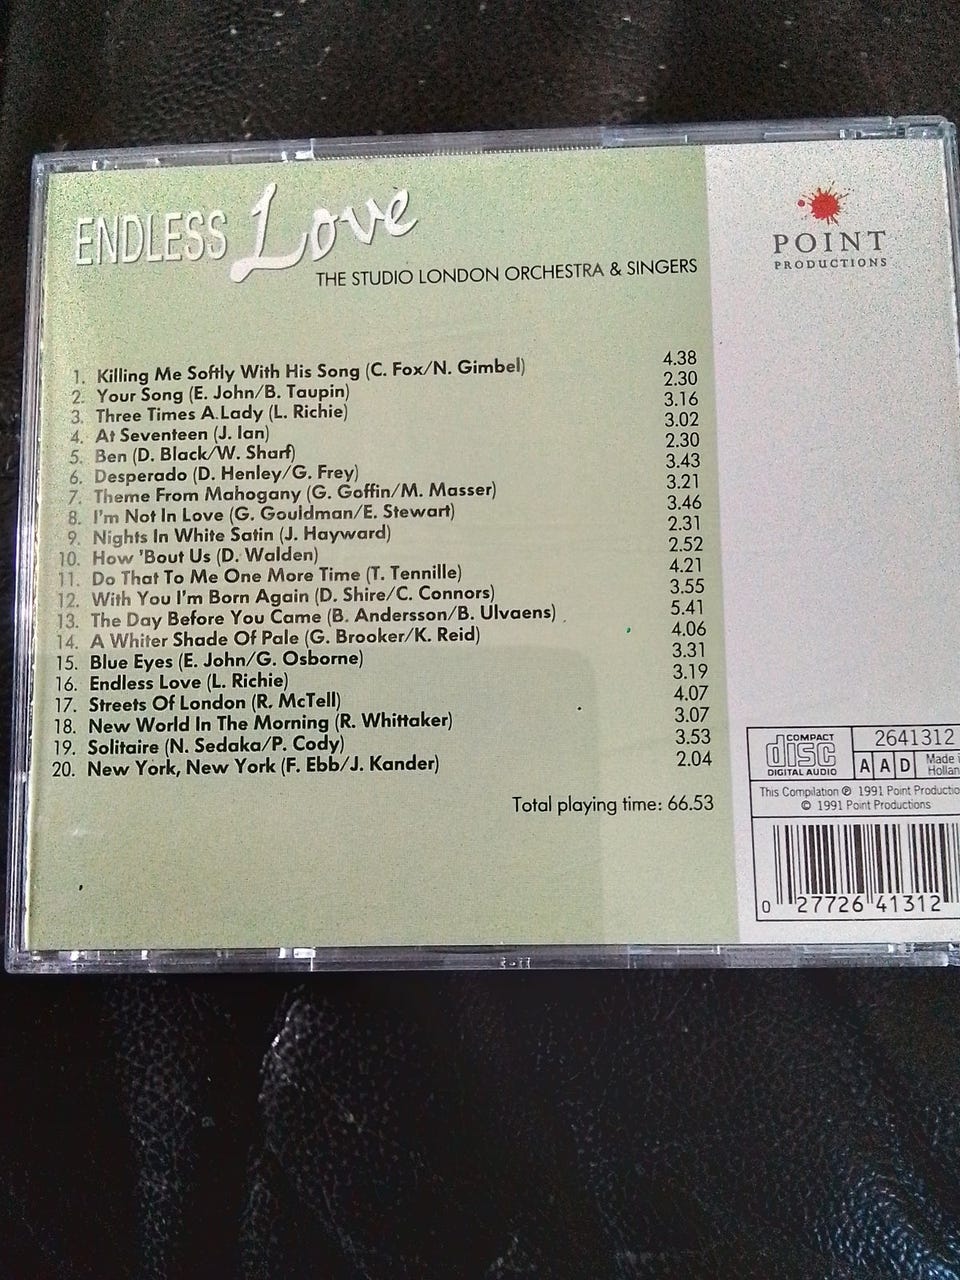 ENDLESS Love
THE STUDIO LONDON ORCHESTRA & SINGERS
1. Killing Me Softly With His Song (C. Fox/N. Gimbel) 4.38
2. Your Song (E. John/B. Taupin) 2.30
3. Three Times A Lady (L. Richie) 3.16
4. At Seventeen (J. Ian) 3.02
5. Ben (D. Black/W. Sharf) 2.30
6. Desperado (D. Henley/G. Frey) 3.43
7. Theme From Mahogany (G. Goffin/M. Masser) 3.21
8. I'm Not In Love (G. Gouldman/E. Stewart) 3.46
9. Nights In White Satin (J. Hayward) 2.31
10. How 'Bout Us (D. Walden) 2.52
11. Do That To Me One More Time (T. Tennille) 4.21
12. With You I'm Born Again (D. Shire/C. Connors) 3.55
13. The Day Before You Came (B. Andersson/B. Ulvaens) 5.41
14. A Whiter Shade Of Pale (G. Brooker/K. Reid) 4.06
15. Blue Eyes (E. John/G. Osborne) 3.31
16. Endless Love (L. Richie) 3.19
17. Streets Of London (R. McTell) 4.07
18. New World In The Morning (R. Whittaker) 3.07
19. Solitaire (N. Sedaka/P. Cody) 3.53
20. New York, New York (F. Ebb/J. Kander) 2.04
Total playing time: 66.53
POINT
PRODUCTIONS
COMPACT
disc
DIGITAL AUDIO
2641312
AAD
Made
Hollan
This Compilation ℗ 1991 Point Productio
© 1991 Point Productions
0 27726 41312